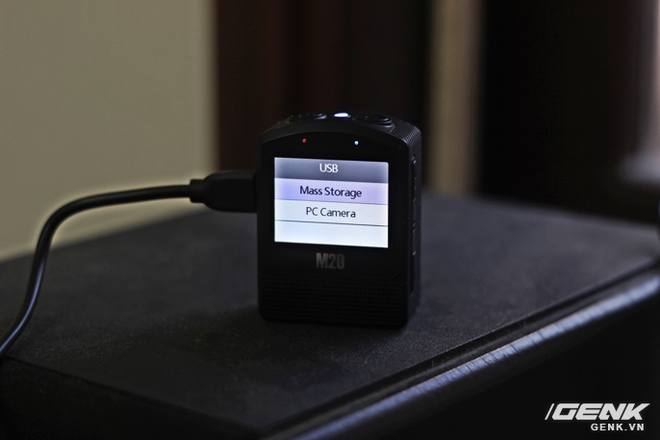 USB
Mass Storage
PC Camera
M20
GENK
GENK.VN